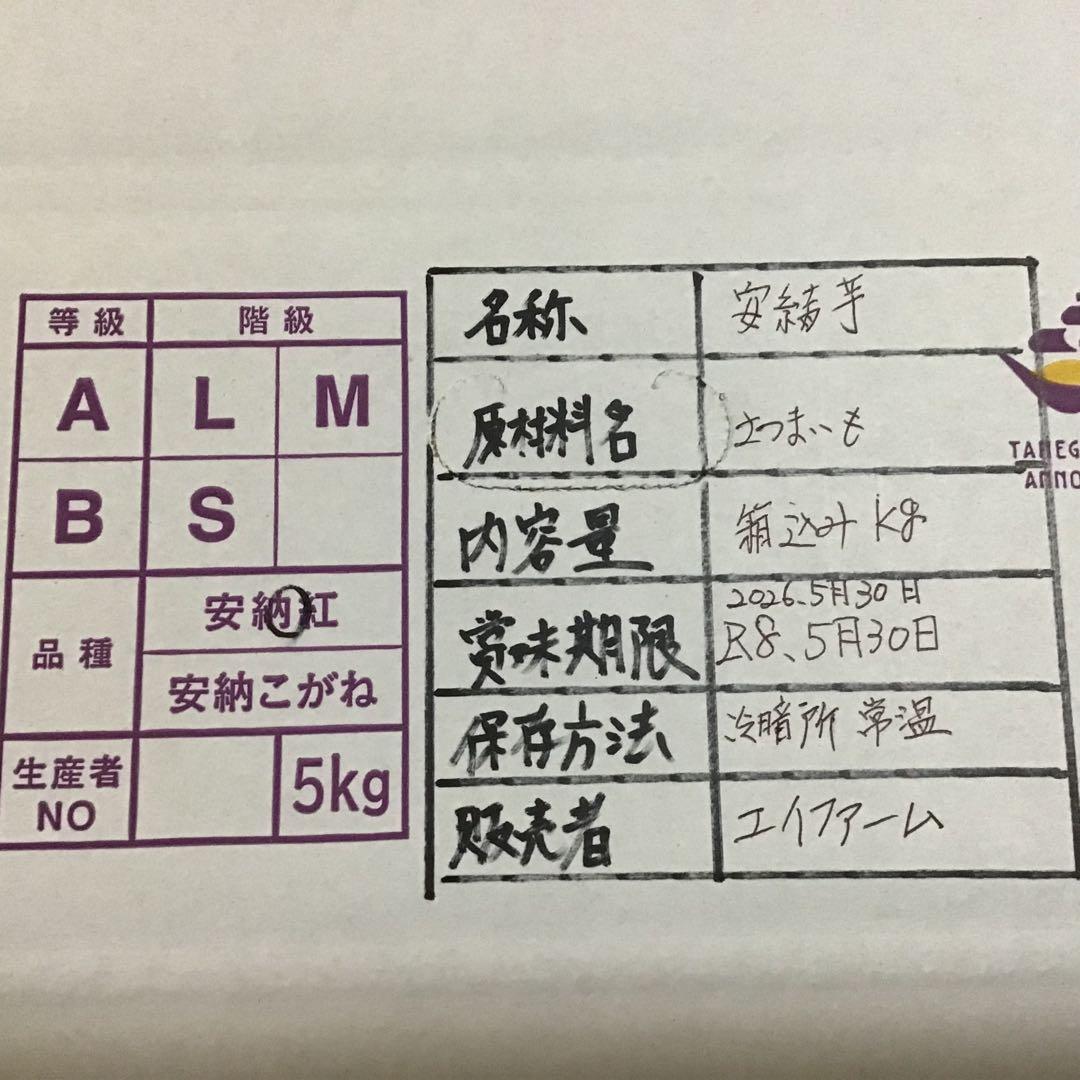 等級 階級
A L M
B S
品種 安納紅
安納こがね
生産者
NO
5kg
名称 安納芋
原材料名 さつまいも
内容量 箱込み kg
賞味期限 2026、5月30日
R8、5月30日
保存方法 冷暗所 常温
販売者 エイファーム